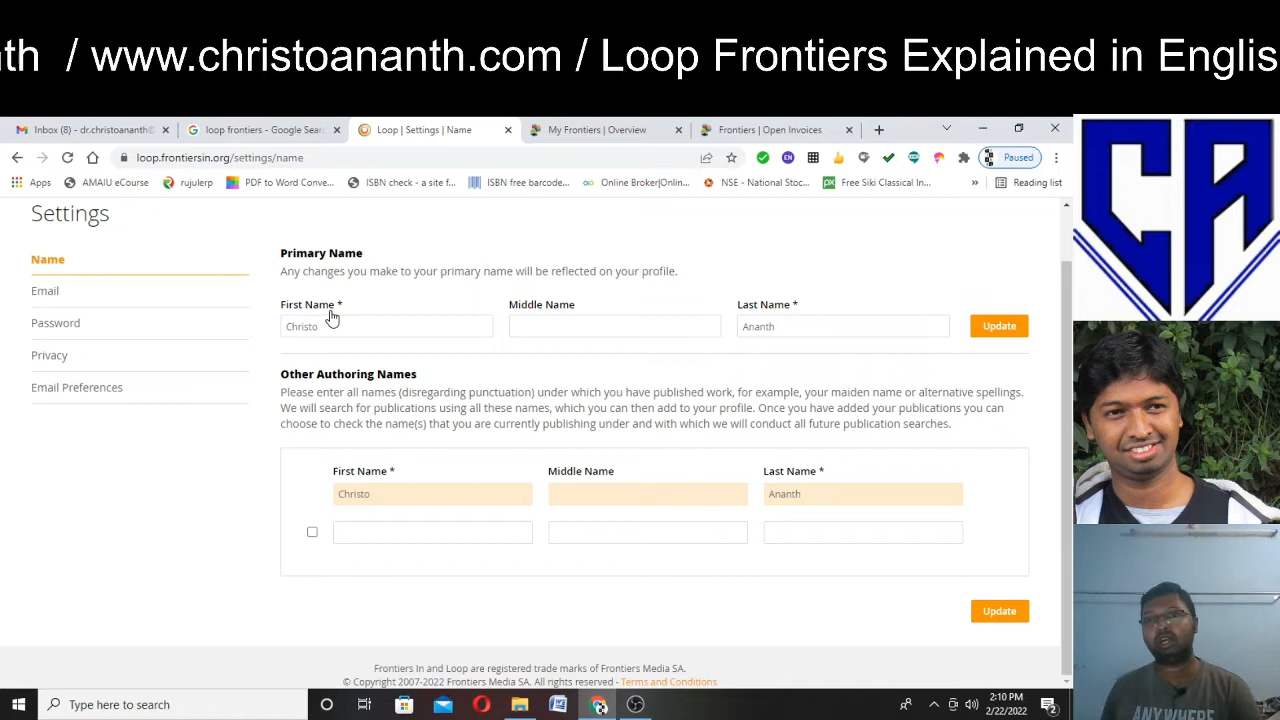 nth / www.christoananth.com / Loop Frontiers Explained in Englis
Inbox (8) - dr.christoananth@
loop frontiers - Google Sear
Loop | Settings | Name
My Frontiers | Overview
Frontiers | Open Invoices
loop.frontiersin.org/settings/name
EN
Paused
Apps
AMAIU eCourse
rujulerp
PDF to Word Conve...
ISBN check - a site f...
ISBN free barcode...
Online Broker|Onlin...
NSE - National Stoc...
Free Siki Classical In...
Reading list
Settings
Name
Email
Password
Privacy
Email Preferences
Primary Name
Any changes you make to your primary name will be reflected on your profile.
First Name * Middle Name Last Name *
Christo Ananth Update
Other Authoring Names
Please enter all names (disregarding punctuation) under which you have published work, for example, your maiden name or alternative spellings.
We will search for publications using all these names, which you can then add to your profile. Once you have added your publications you can
choose to check the name(s) that you are currently publishing under and with which we will conduct all future publication searches.
First Name * Middle Name Last Name *
Christo Ananth
Update
Frontiers In and Loop are registered trade marks of Frontiers Media SA.
© Copyright 2007-2022 Frontiers Media SA. All rights reserved - Terms and Conditions
CA
ANYWHERE
Type here to search
2:10 PM
2/22/2022
2